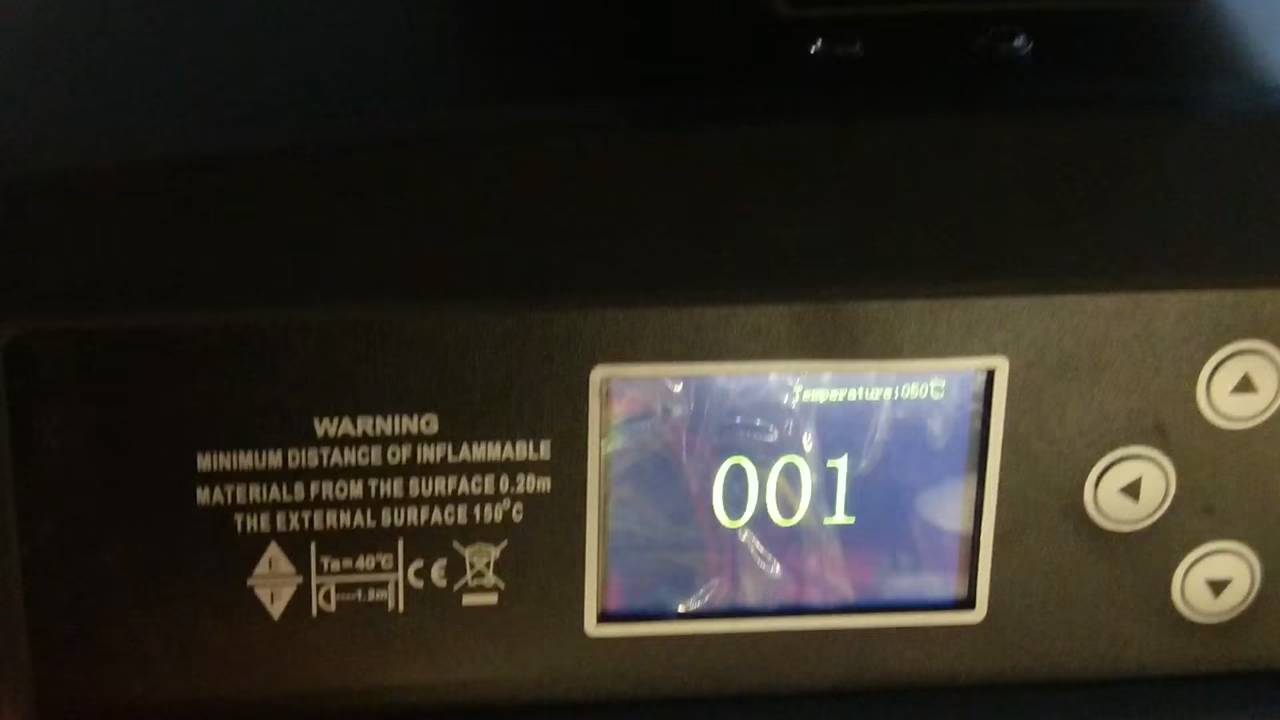 WARNING
MINIMUM DISTANCE OF INFLAMMABLE
MATERIALS FROM THE SURFACE 0.20m
THE EXTERNAL SURFACE 150°C
Ta=40°C
CE
Temperature:050℃
001